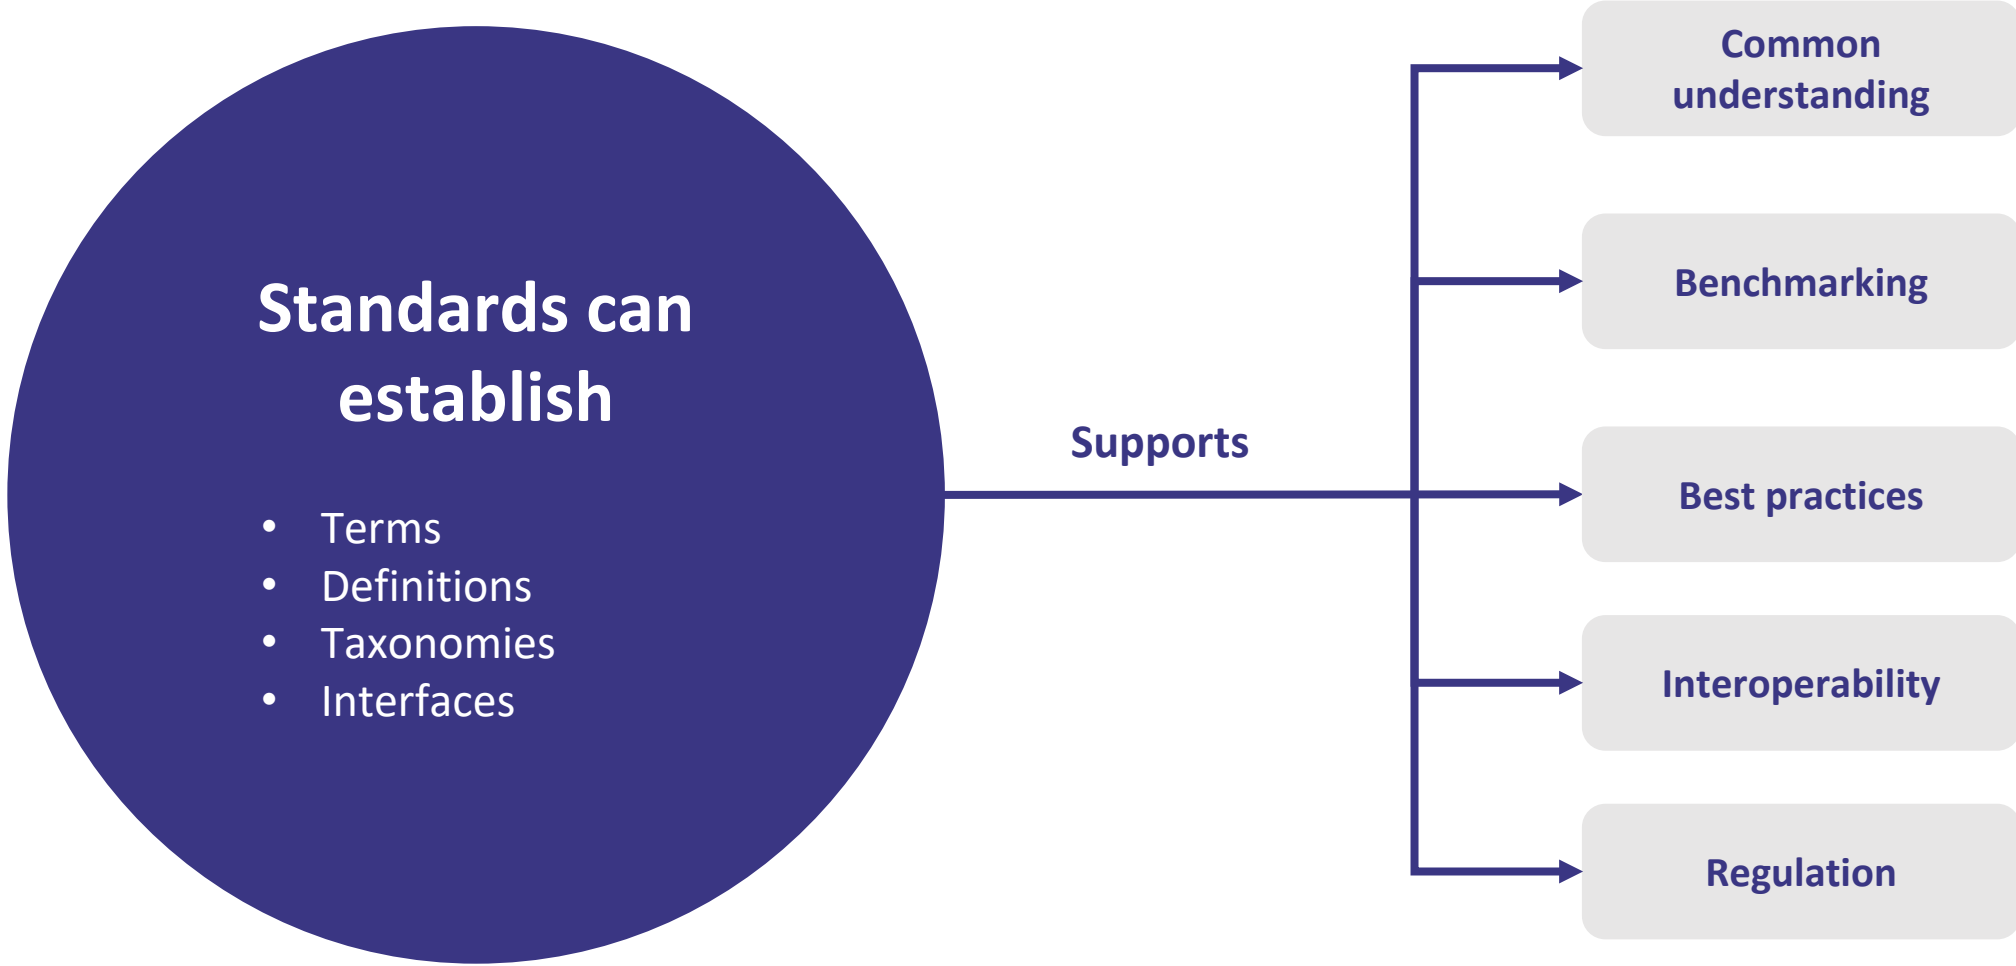 Standards can
establish
• Terms
• Definitions
• Taxonomies
• Interfaces
Supports
Common
understanding
Benchmarking
Best practices
Interoperability
Regulation